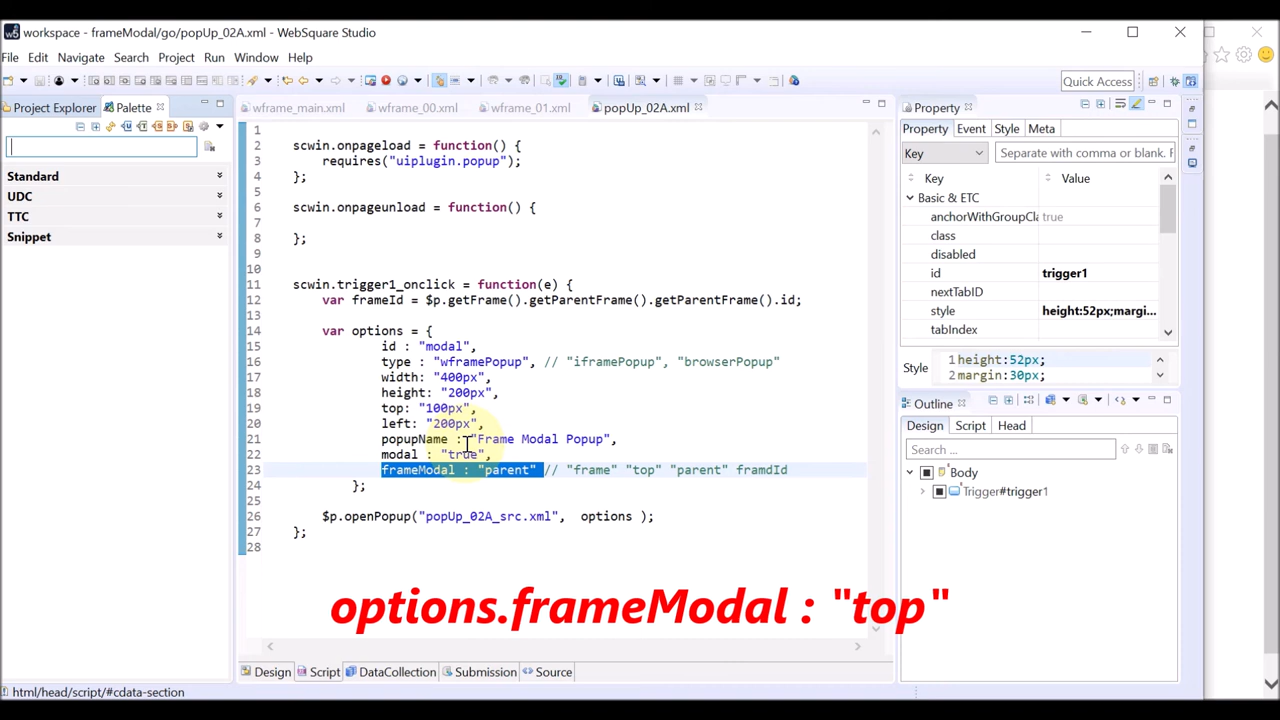 workspace - frameModal/go/popUp_02A.xml - WebSquare Studio
File Edit Navigate Search Project Run Window Help
Quick Access
Project Explorer Palette
wframe_main.xml wframe_00.xml wframe_01.xml popUp_02A.xml
Standard
UDC
TTC
Snippet
1
2 scwin.onpageload = function() {
3 requires("uiplugin.popup");
4 };
5
6 scwin.onpageunload = function() {
7
8 };
9
10
11 scwin.trigger1_onclick = function(e) {
12 var frameId = $p.getFrame().getParentFrame().getParentFrame().id;
13
14 var options = {
15 id : "modal",
16 type : "wframePopup", // "iframePopup", "browserPopup"
17 width: "400px",
18 height: "200px",
19 top: "100px",
20 left: "200px",
21 popupName : "Frame Modal Popup",
22 modal : "true",
23 frameModal : "parent" // "frame" "top" "parent" framdId
24 };
25
26 $p.openPopup("popUp_02A_src.xml", options );
27 };
28
options.frameModal : "top"
Design Script DataCollection Submission Source
html/head/script/#cdata-section
Property
Property Event Style Meta
Key Separate with comma or blank. F
Key Value
Basic & ETC
anchorWithGroupCla true
class
disabled
id trigger1
nextTabID
style height:52px;margi...
tabIndex
Style
1 height:52px;
2 margin:30px;
Outline
Design Script Head
Search...
Body
Trigger#trigger1